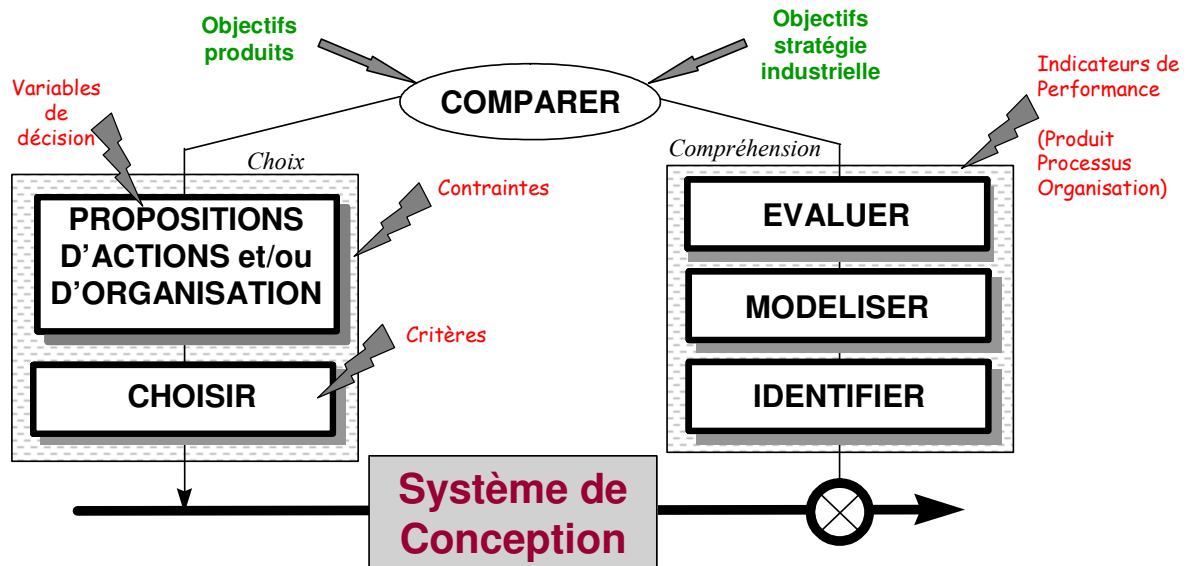 Objectifs
produits
Objectifs
stratégie
industrielle
Indicateurs de
Performance
(Produit
Processus
Organisation)
Variables
de
décision
COMPARER
Choix
Compréhension
Contraintes
PROPOSITIONS
D’ACTIONS et/ou
D’ORGANISATION
EVALUER
MODELISER
Critères
CHOISIR
IDENTIFIER
Système de
Conception